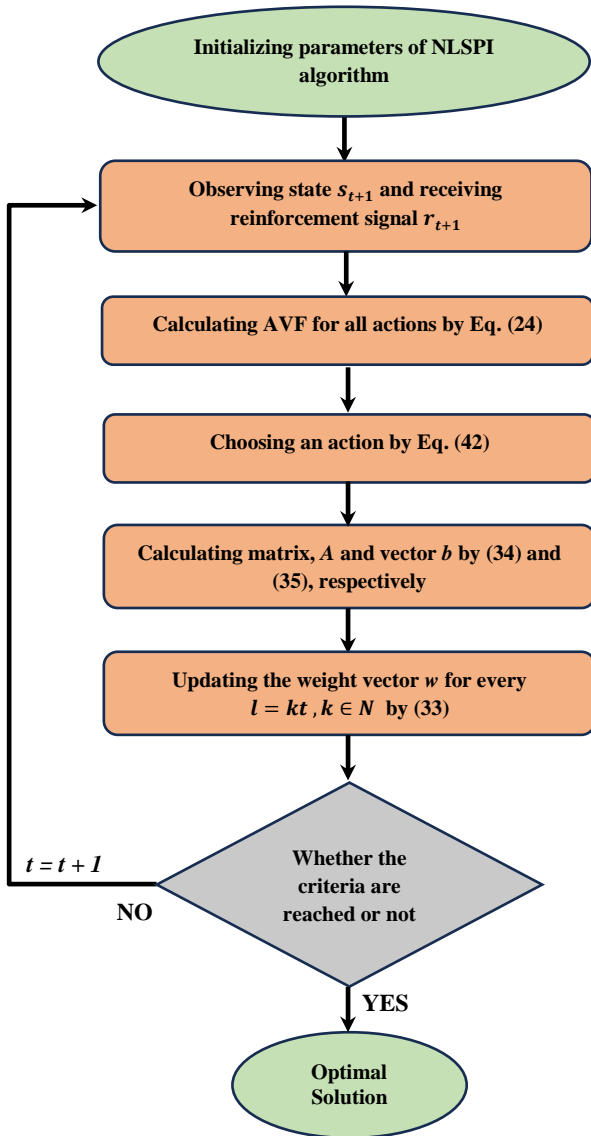 Initializing parameters of NLSPI
algorithm
Observing state s_{t+1} and receiving
reinforcement signal r_{t+1}
Calculating AVF for all actions by Eq. (24)
Choosing an action by Eq. (42)
Calculating matrix, A and vector b by (34) and
(35), respectively
Updating the weight vector w for every
l = kt , k ∈ N by (33)
Whether the
criteria are
reached or not
t = t + 1
NO
YES
Optimal
Solution